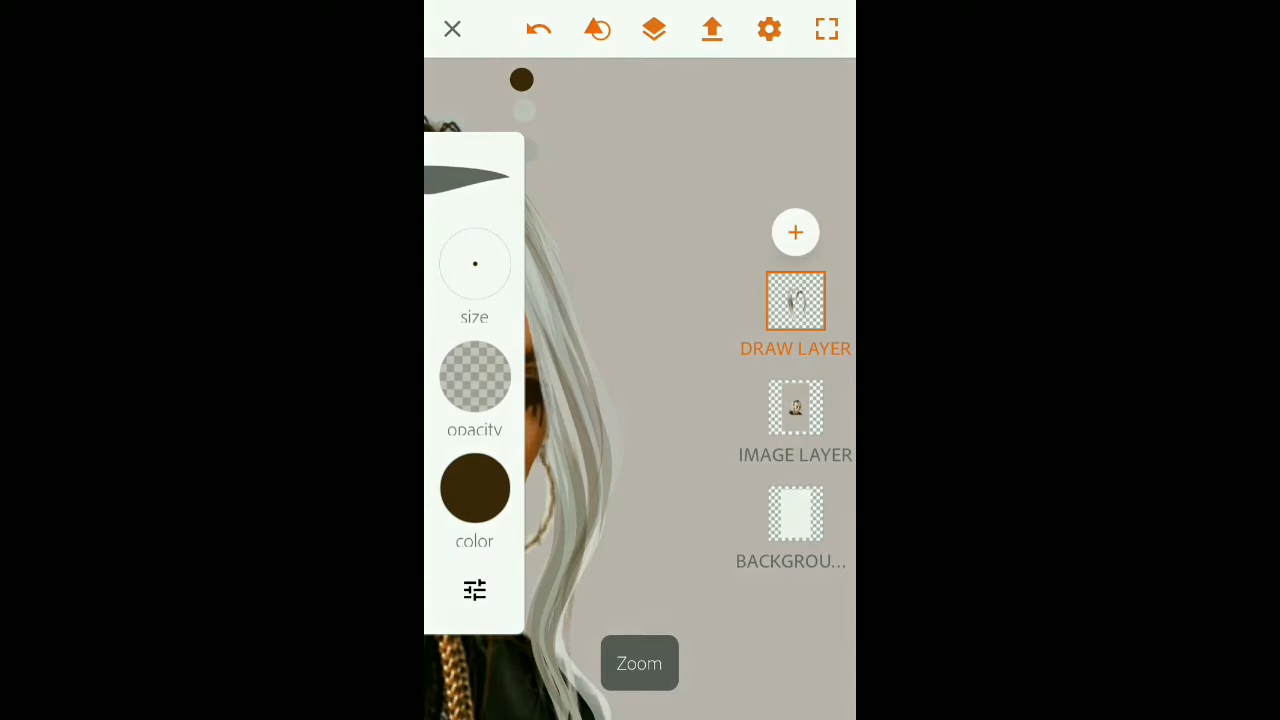 size
opacity
color
DRAW LAYER
IMAGE LAYER
BACKGROU...
Zoom